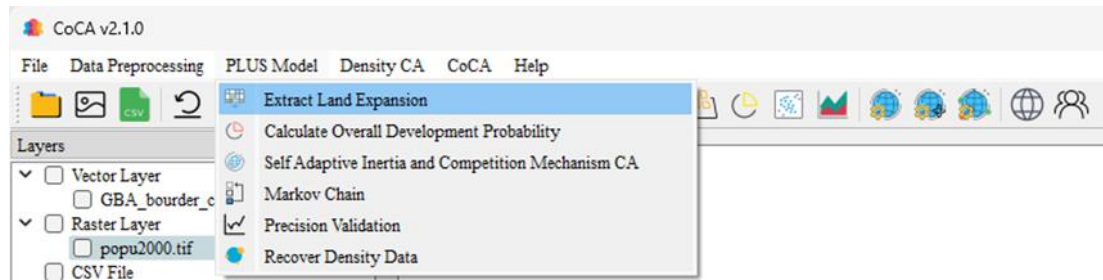 CoCA v2.1.0
File Data Preprocessing PLUS Model Density CA CoCA Help
CSV
Extract Land Expansion
Calculate Overall Development Probability
Layers
Self Adaptive Inertia and Competition Mechanism CA
Vector Layer
GBA_bourder_c
Markov Chain
Raster Layer
Precision Validation
popu2000.tif
Recover Density Data
CSV File